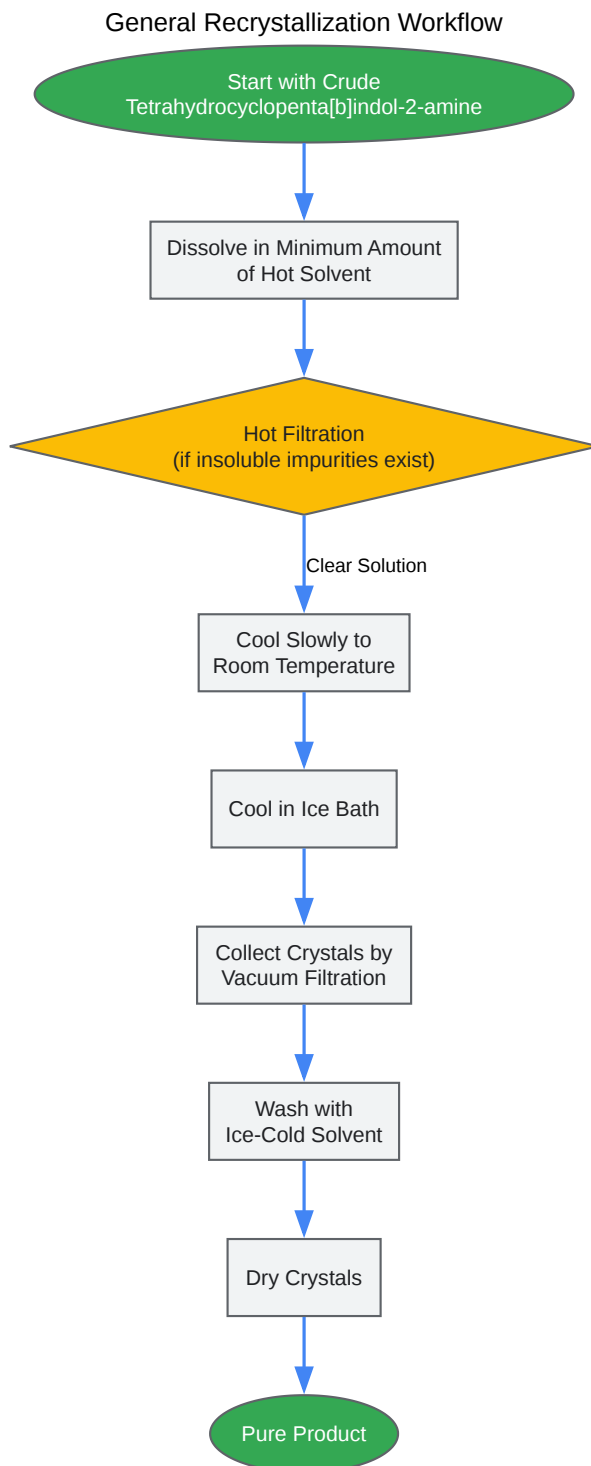 General Recrystallization Workflow
Start with Crude
Tetrahydrocyclopenta[b]indol-2-amine
Dissolve in Minimum Amount
of Hot Solvent
Hot Filtration
(if insoluble impurities exist)
Clear Solution
Cool Slowly to
Room Temperature
Cool in Ice Bath
Collect Crystals by
Vacuum Filtration
Wash with
Ice-Cold Solvent
Dry Crystals
Pure Product